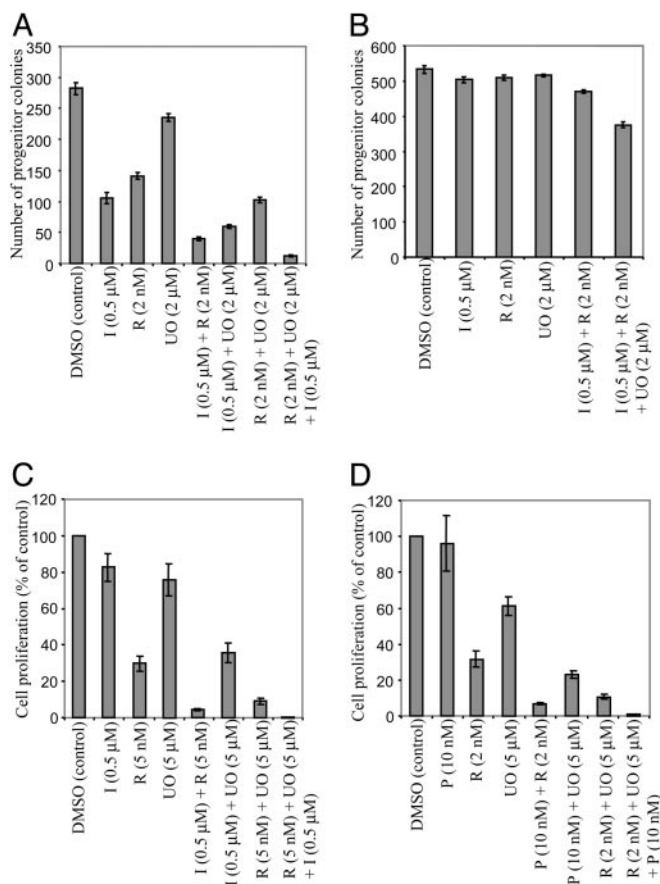 A
Number of progenitor colonies
350
300
250
200
150
100
50
0
DMSO (control)
I (0.5 μM)
R (2 nM)
UO (2 μM)
I (0.5 μM) + R (2 nM)
I (0.5 μM) + UO (2 μM)
R (2 nM) + UO (2 μM)
R (2 nM) + UO (2 μM)
+ I (0.5 μM)
B
Number of progenitor colonies
600
500
400
300
200
100
0
DMSO (control)
I (0.5 μM)
R (2 nM)
UO (2 μM)
I (0.5 μM) + R (2 nM)
I (0.5 μM) + R (2 nM)
+ UO (2 μM)
C
Cell proliferation (% of control)
120
100
80
60
40
20
0
DMSO (control)
I (0.5 μM)
R (5 nM)
UO (5 μM)
I (0.5 μM) + R (5 nM)
I (0.5 μM) + UO (5 μM)
R (5 nM) + UO (5 μM)
R (5 nM) + UO (5 μM)
+ I (0.5 μM)
D
Cell proliferation (% of control)
120
100
80
60
40
20
0
DMSO (control)
P (10 nM)
R (2 nM)
UO (5 μM)
P (10 nM) + R (2 nM)
P (10 nM) + UO (5 μM)
R (2 nM) + UO (5 μM)
R (2 nM) + UO (5 μM)
+ P (10 nM)